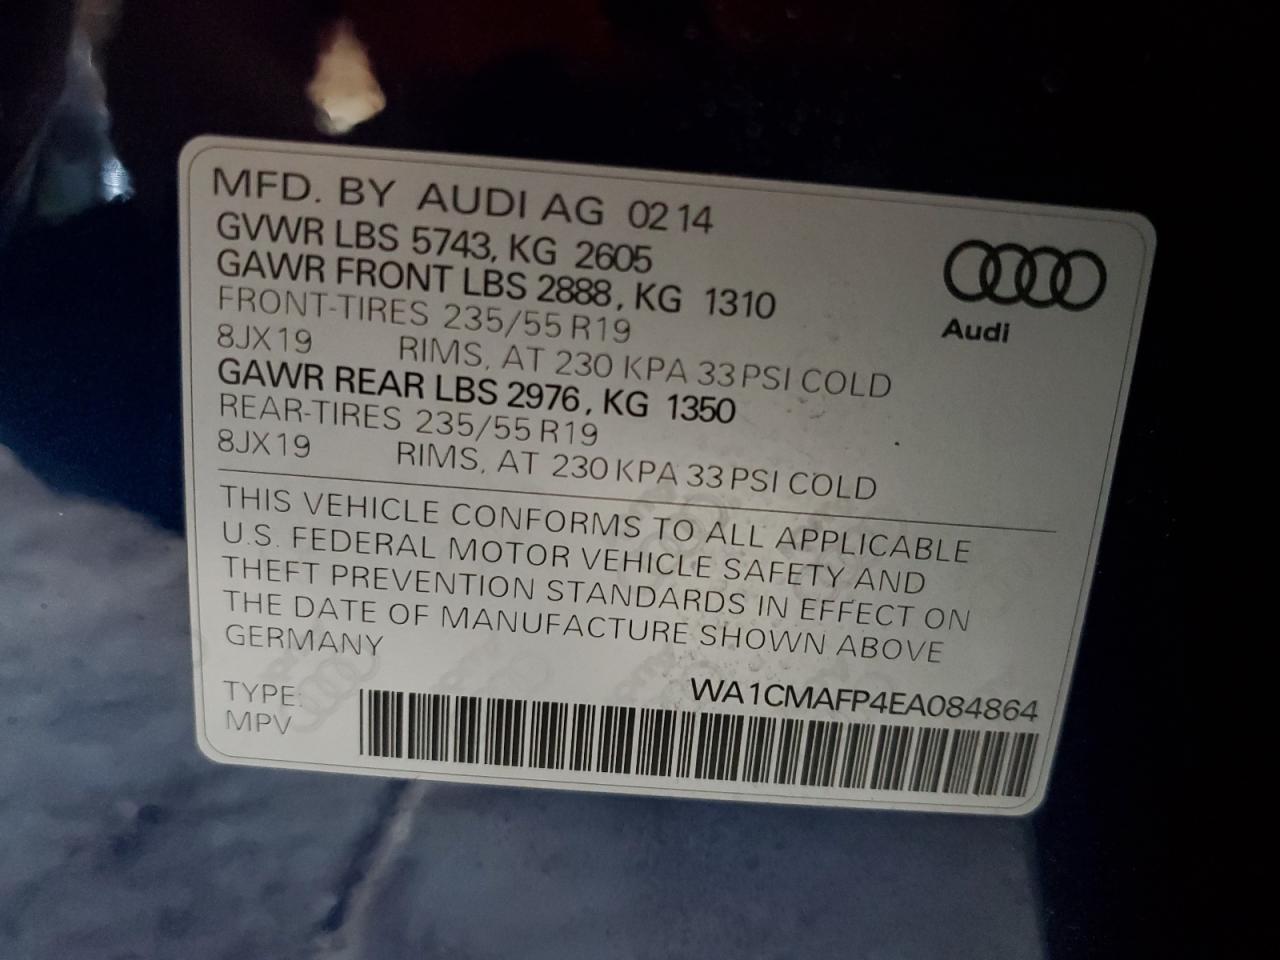 MFD. BY AUDI AG 02 14
GVWR LBS 5743, KG 2605
GAWR FRONT LBS 2888, KG 1310
FRONT-TIRES 235/55 R19
8JX19 RIMS, AT 230 KPA 33 PSI COLD
GAWR REAR LBS 2976, KG 1350
REAR-TIRES 235/55 R19
8JX19 RIMS, AT 230 KPA 33 PSI COLD
Audi
THIS VEHICLE CONFORMS TO ALL APPLICABLE
U.S. FEDERAL MOTOR VEHICLE SAFETY AND
THEFT PREVENTION STANDARDS IN EFFECT ON
THE DATE OF MANUFACTURE SHOWN ABOVE
GERMANY
WA1CMAFP4EA084864
TYPE:
MPV